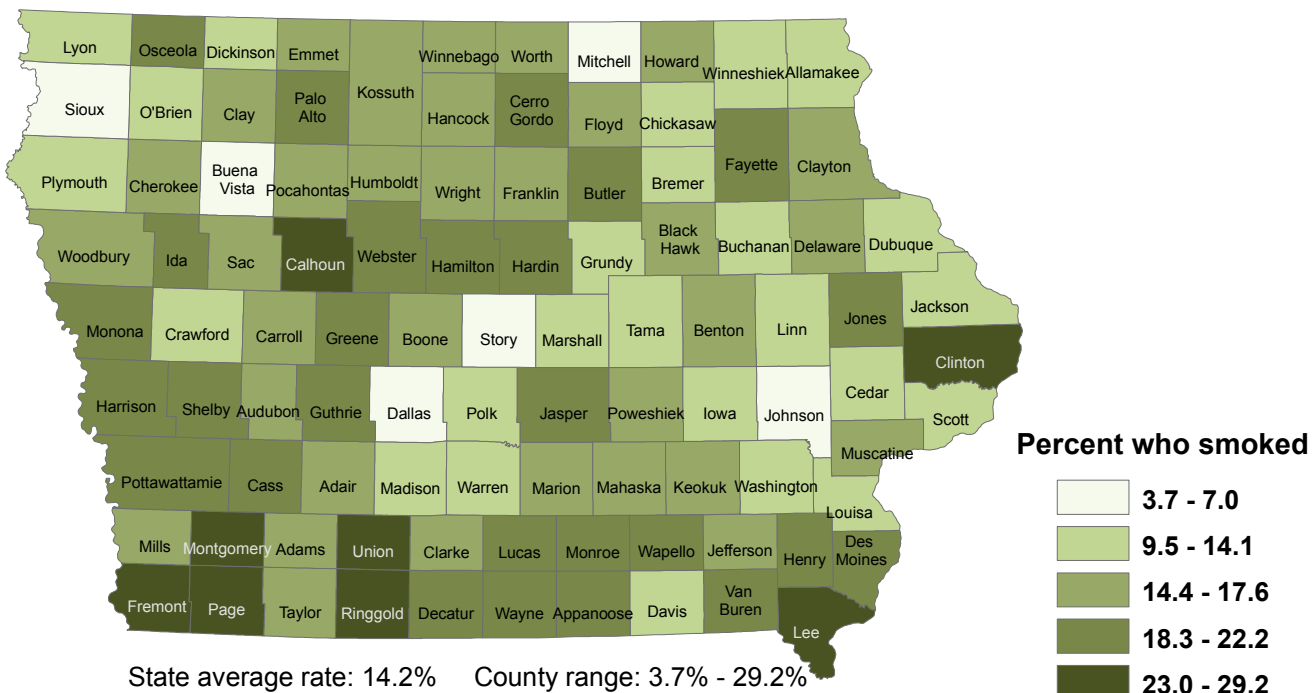 Lyon
Osceola
Dickinson
Emmet
Winnebago
Worth
Mitchell
Howard
Winneshiek
Allamakee
Sioux
O'Brien
Clay
Palo
Alto
Kossuth
Hancock
Cerro
Gordo
Floyd
Chickasaw
Plymouth
Cherokee
Buena
Vista
Pocahontas
Humboldt
Wright
Franklin
Butler
Bremer
Fayette
Clayton
Woodbury
Ida
Sac
Calhoun
Webster
Hamilton
Hardin
Grundy
Black
Hawk
Buchanan
Delaware
Dubuque
Monona
Crawford
Carroll
Greene
Boone
Story
Marshall
Tama
Benton
Linn
Jones
Jackson
Clinton
Harrison
Shelby
Audubon
Guthrie
Dallas
Polk
Jasper
Poweshiek
Iowa
Johnson
Cedar
Scott
Muscatine
Pottawattamie
Cass
Adair
Madison
Warren
Marion
Mahaska
Keokuk
Washington
Louisa
Mills
Montgomery
Adams
Union
Clarke
Lucas
Monroe
Wapello
Jefferson
Henry
Des
Moines
Fremont
Page
Taylor
Ringgold
Decatur
Wayne
Appanoose
Davis
Van
Buren
Lee
Percent who smoked
3.7 - 7.0
9.5 - 14.1
14.4 - 17.6
18.3 - 22.2
23.0 - 29.2
State average rate: 14.2% County range: 3.7% - 29.2%